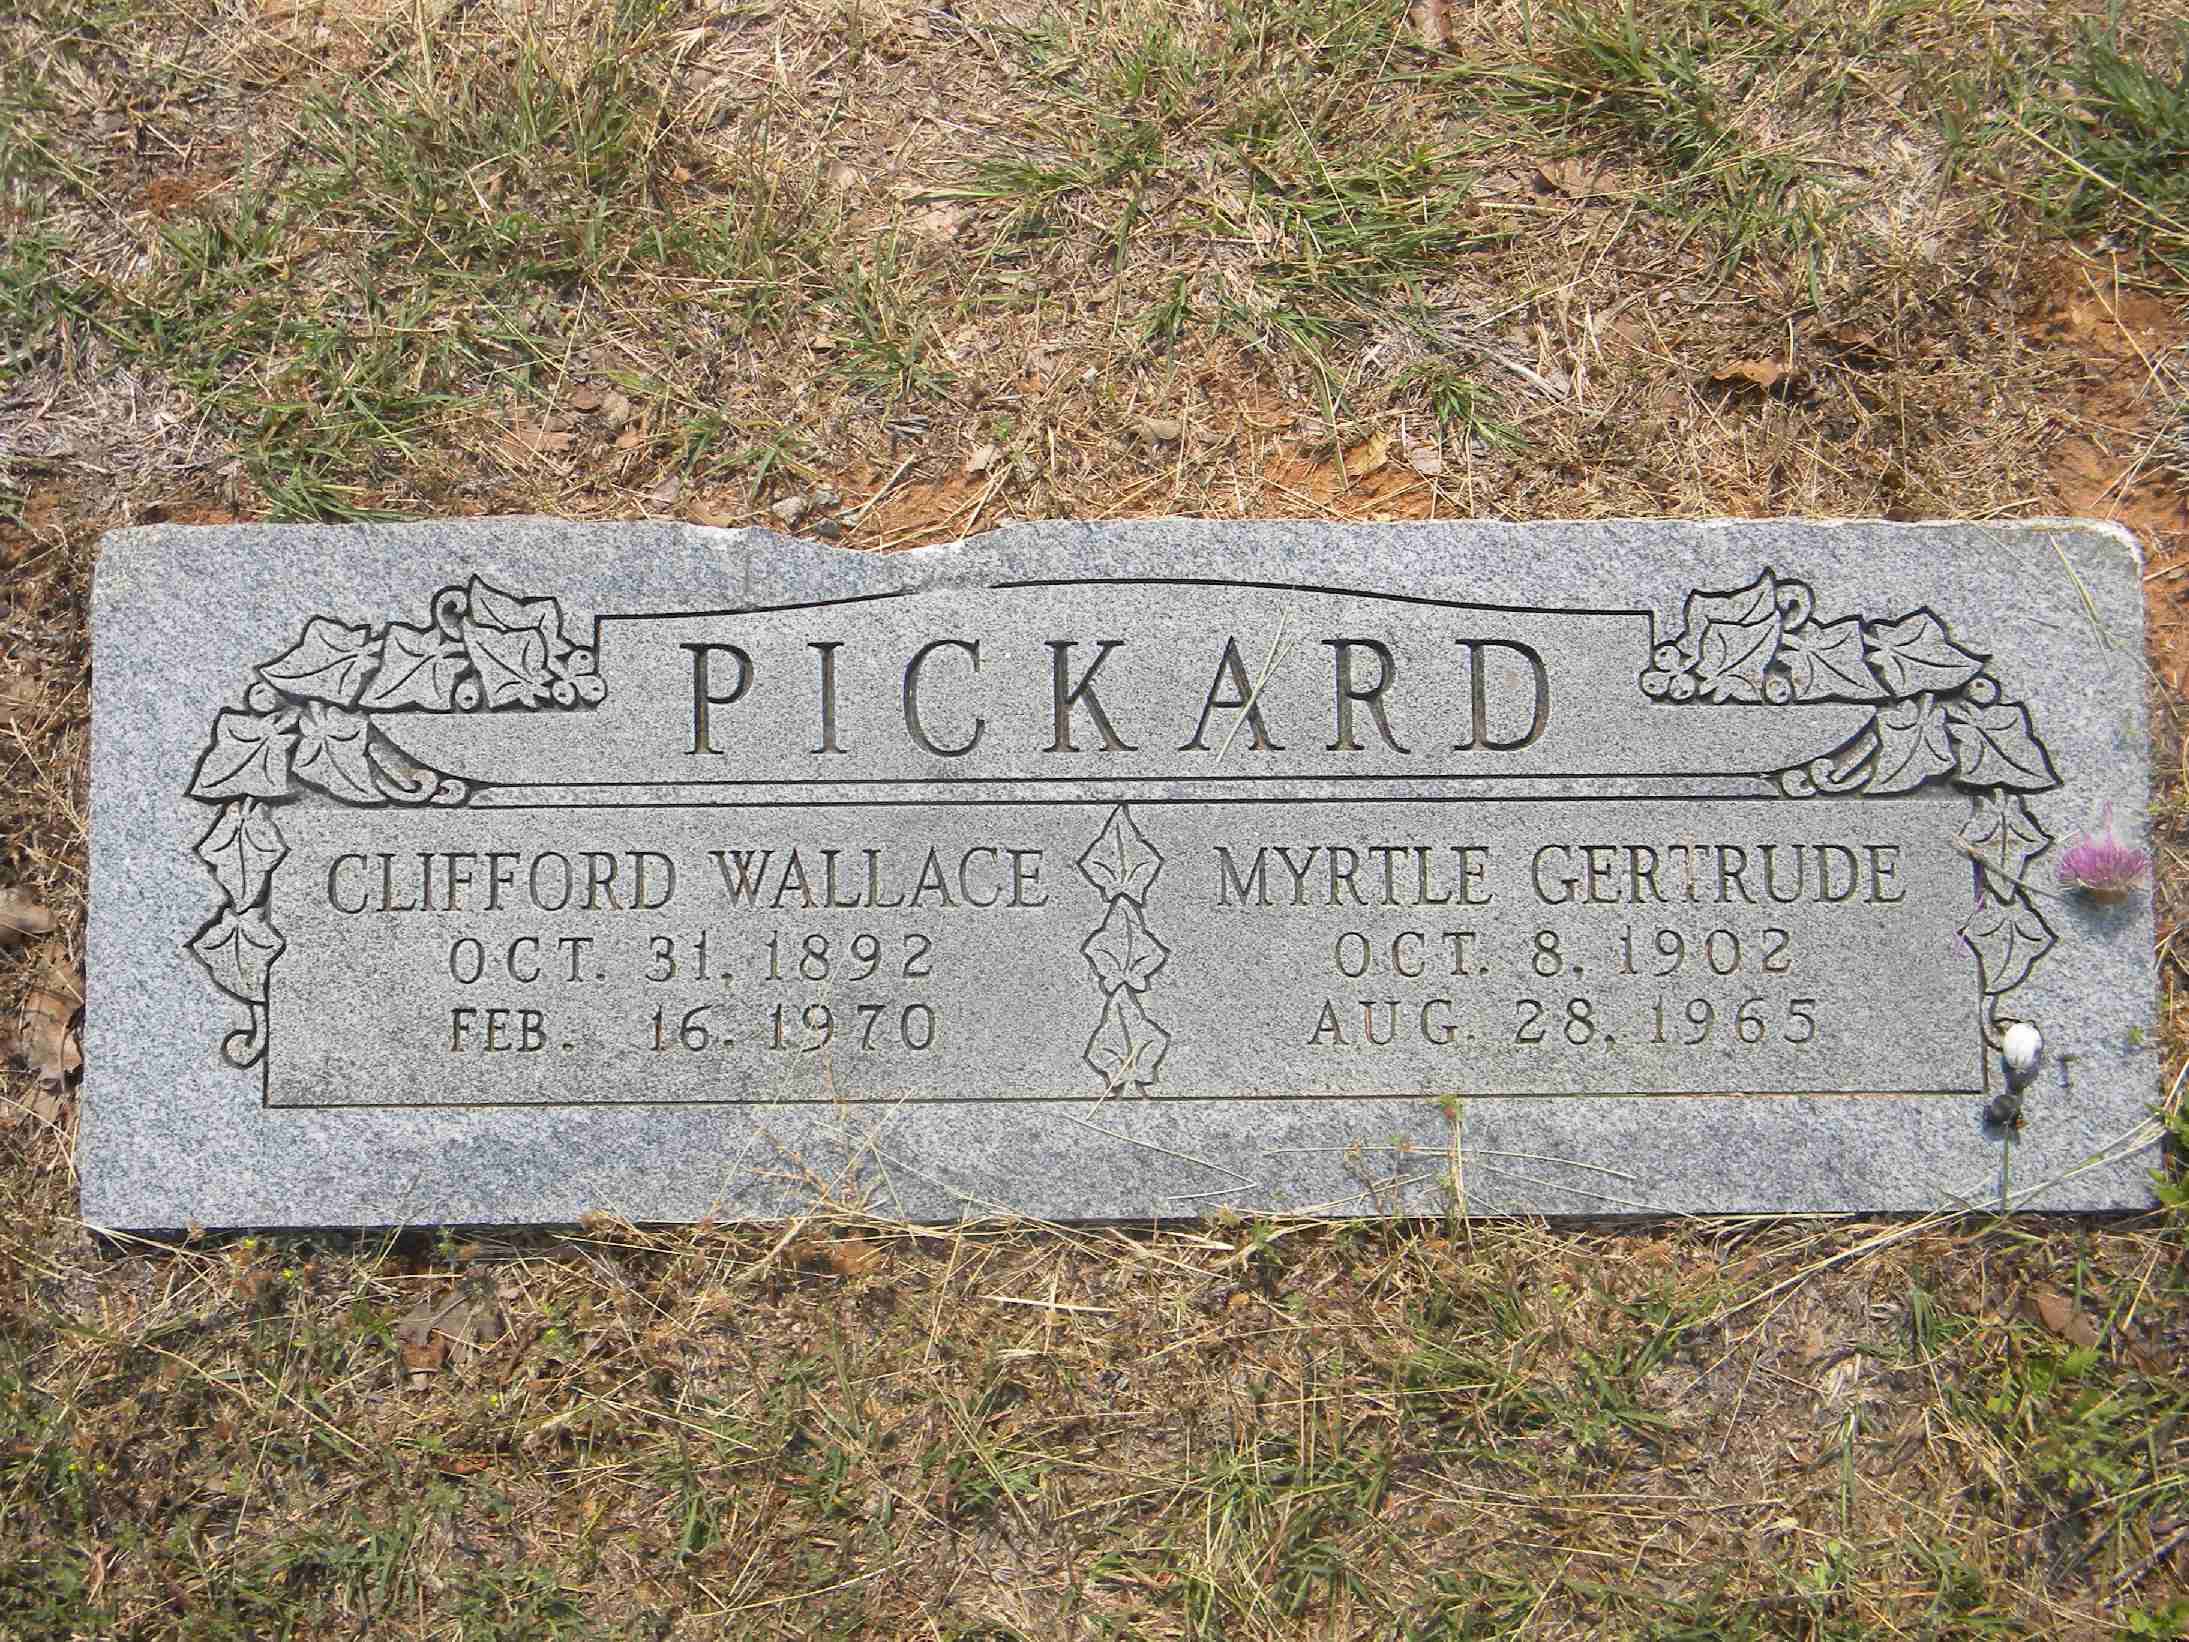 PICKARD
CLIFFORD WALLACE
OCT. 31, 1892
FEB. 16, 1970
MYRTLE GERTRUDE
OCT. 8, 1902
AUG. 28, 1965